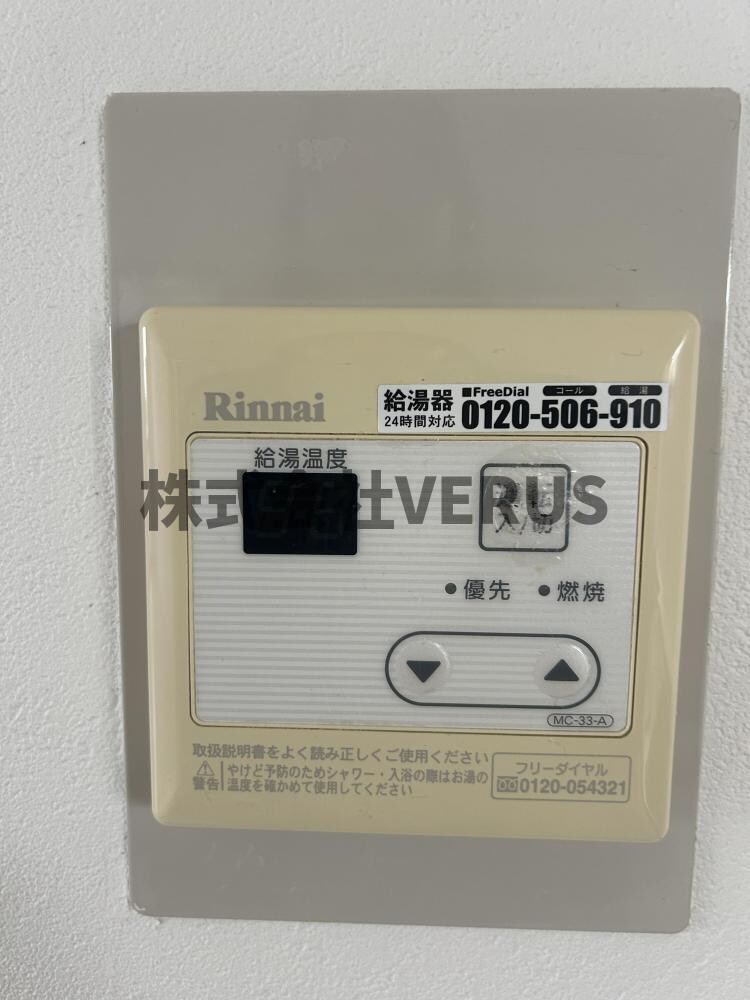 Rinnai
給湯器
24時間対応
■FreeDial コール 給湯
0120-506-910
給湯温度
株式会社VERUS
入/切
優先 燃焼
▼ ▲
MC-33-A
取扱説明書をよく読み正しくご使用ください
⚠警告 やけど予防のためシャワー・入浴の際はお湯の
温度を確かめて使用してください
フリーダイヤル
0120-054321